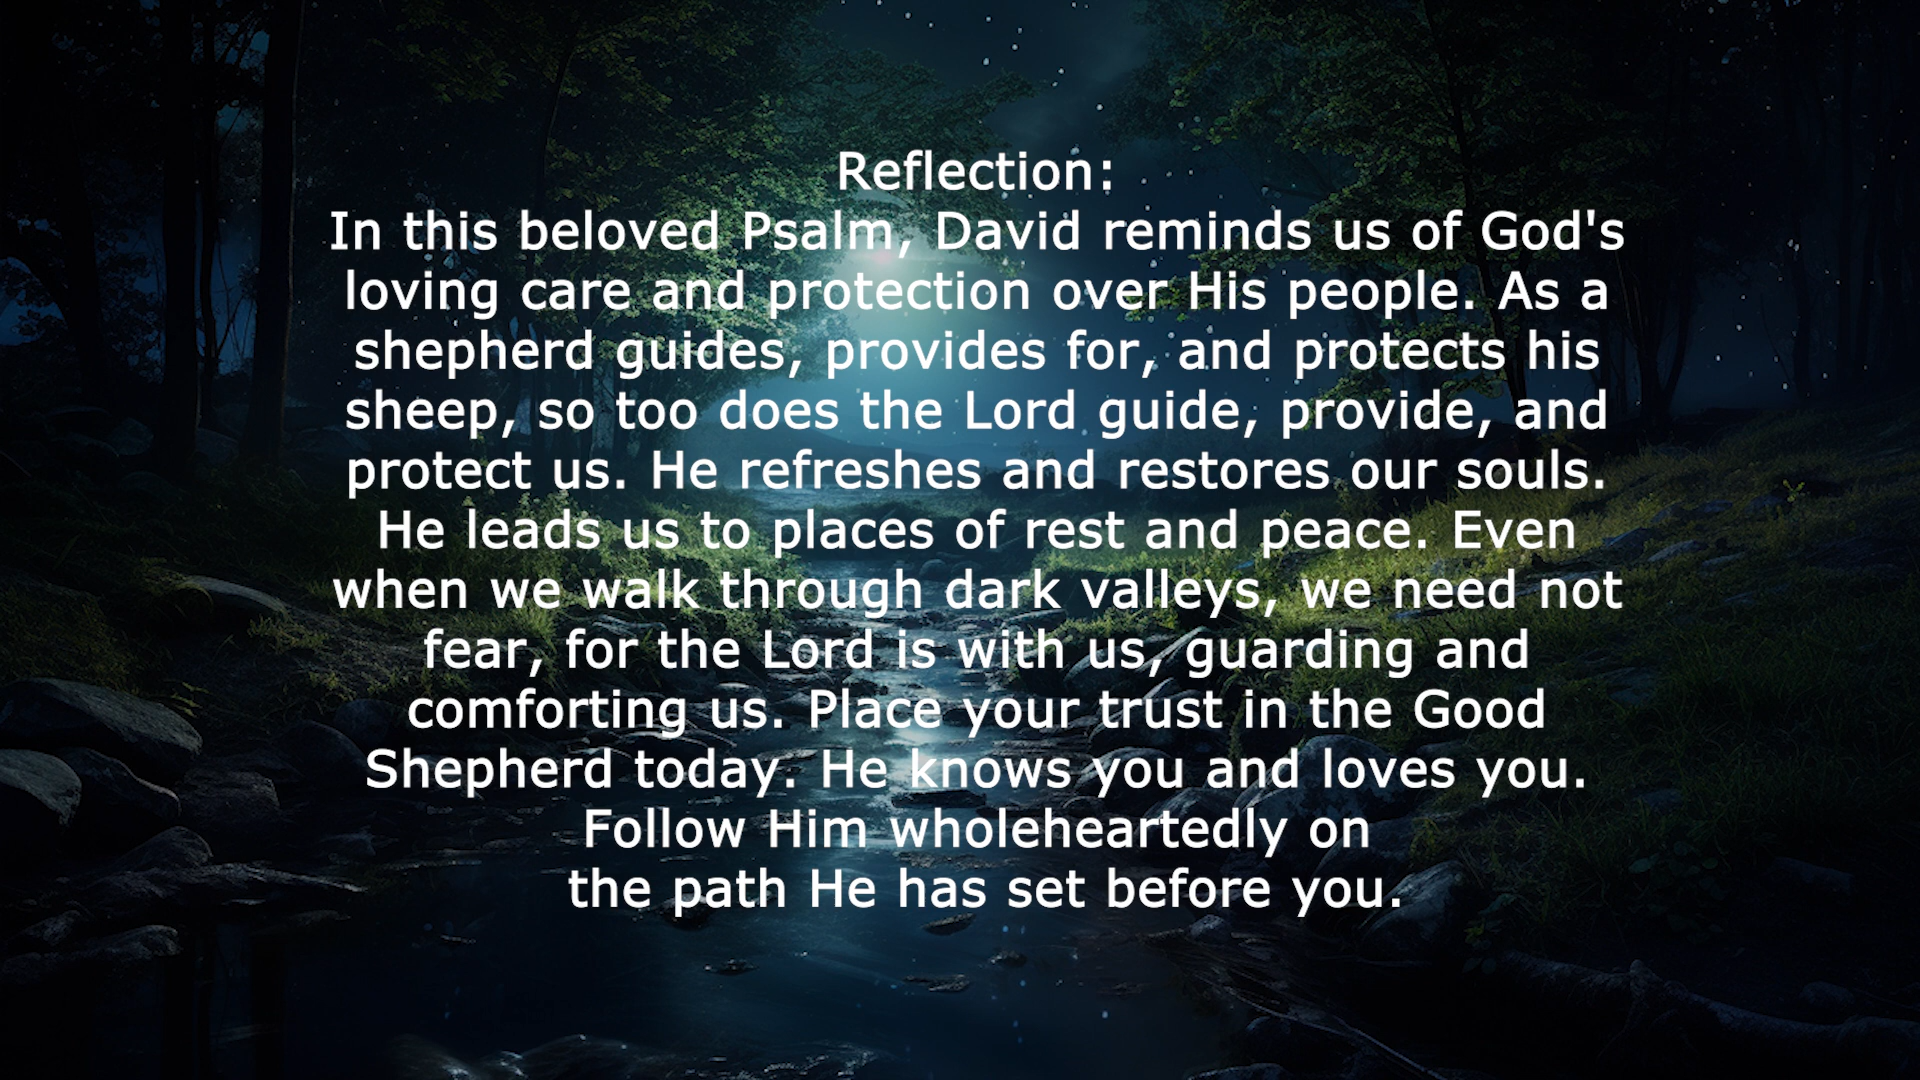 Reflection:
In this beloved Psalm, David reminds us of God's
loving care and protection over His people. As a
shepherd guides, provides for, and protects his
sheep, so too does the Lord guide, provide, and
protect us. He refreshes and restores our souls.
He leads us to places of rest and peace. Even
when we walk through dark valleys, we need not
fear, for the Lord is with us, guarding and
comforting us. Place your trust in the Good
Shepherd today. He knows you and loves you.
Follow Him wholeheartedly on
the path He has set before you.